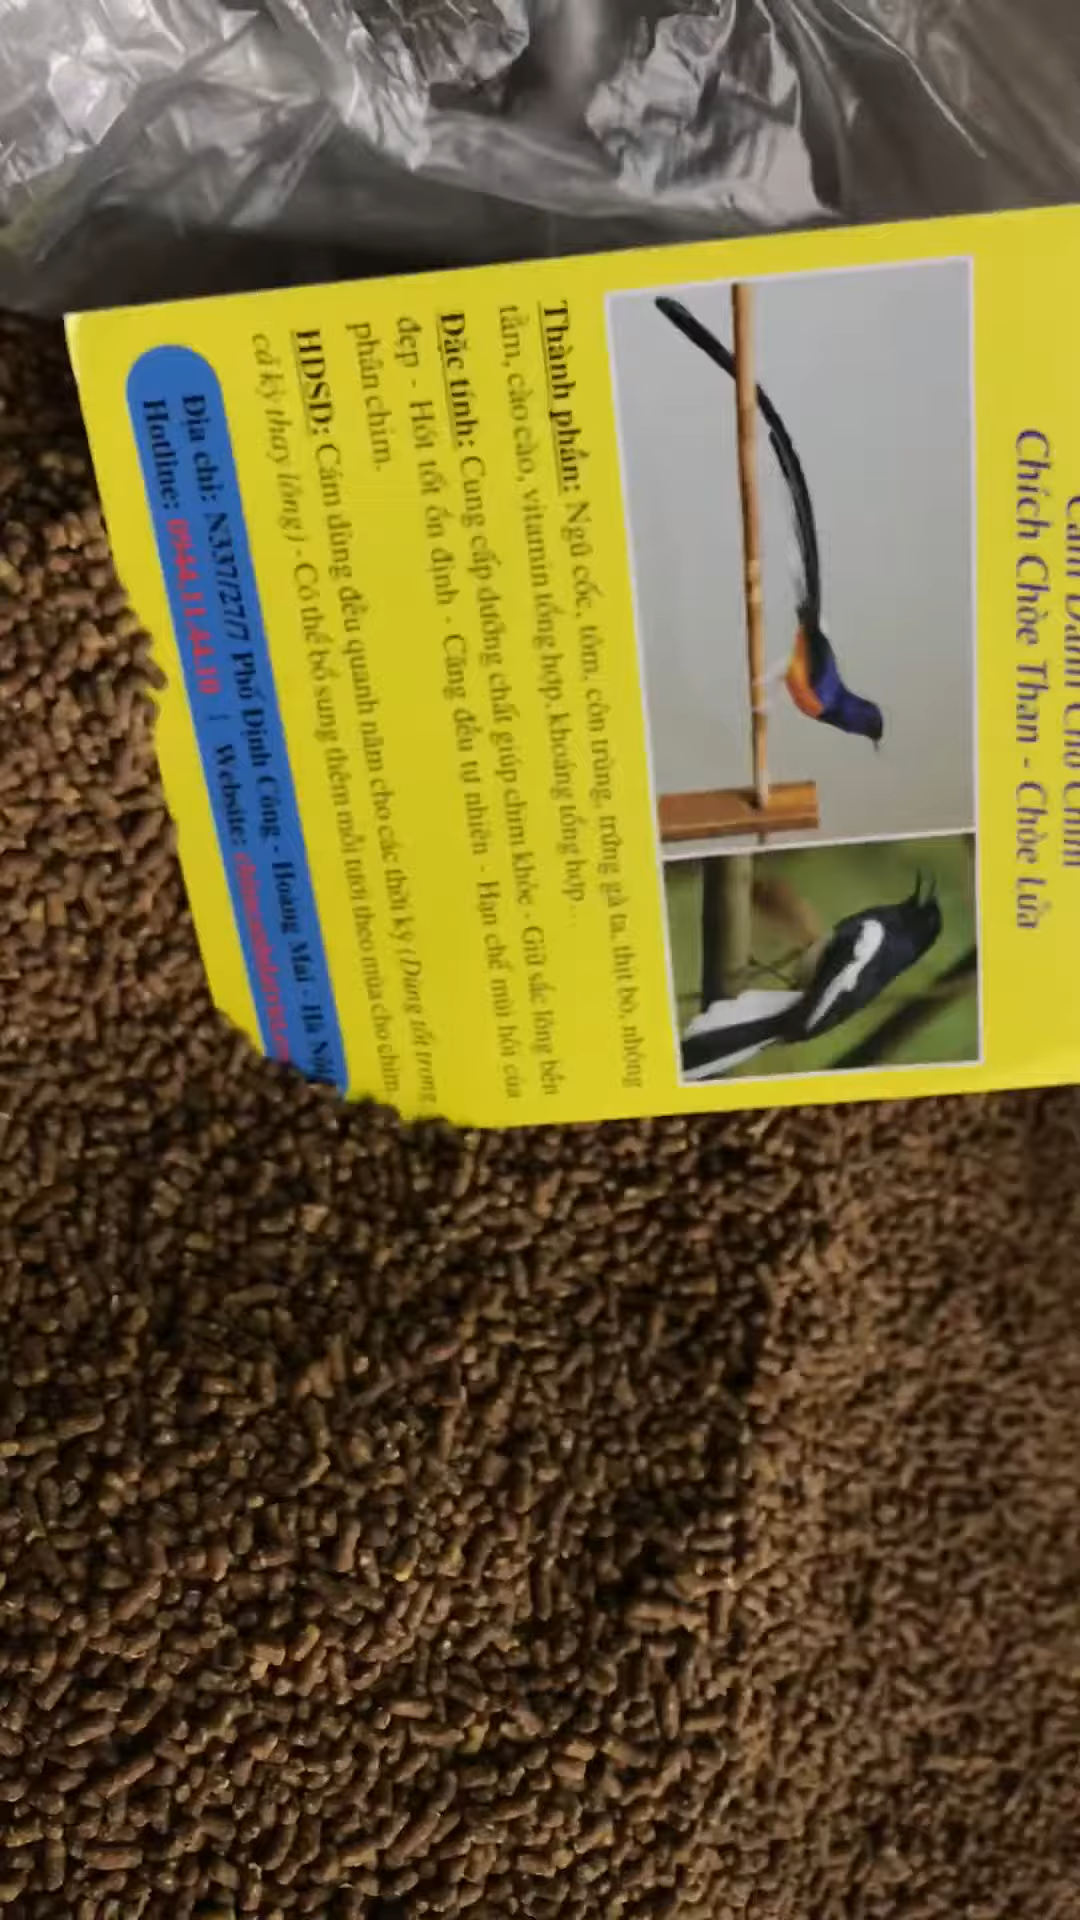 Cám Dành Cho Chim
Chích Chòe Than - Chòe Lửa
Thành phần: Ngũ cốc, tôm, côn trùng, trứng gà ta, thịt bò, nhộng
tằm, cào cào, vitamin tổng hợp, khoáng tổng hợp...
Đặc tính: Cung cấp dưỡng chất giúp chim khỏe - Giữ sắc lông bền
đẹp - Hót tốt ổn định - Căng đều tự nhiên - Hạn chế mùi hôi của
phân chim.
HDSD: Cám dùng đều quanh năm cho các thời kỳ (Dùng tốt trong
cả kỳ thay lông) - Có thể bổ sung thêm mồi tươi theo mùa cho chim.
Địa chỉ: N337/27/7 Phố Định Công - Hoàng Mai - Hà Nội
Hotline: 0944.11.44.10 | Website: